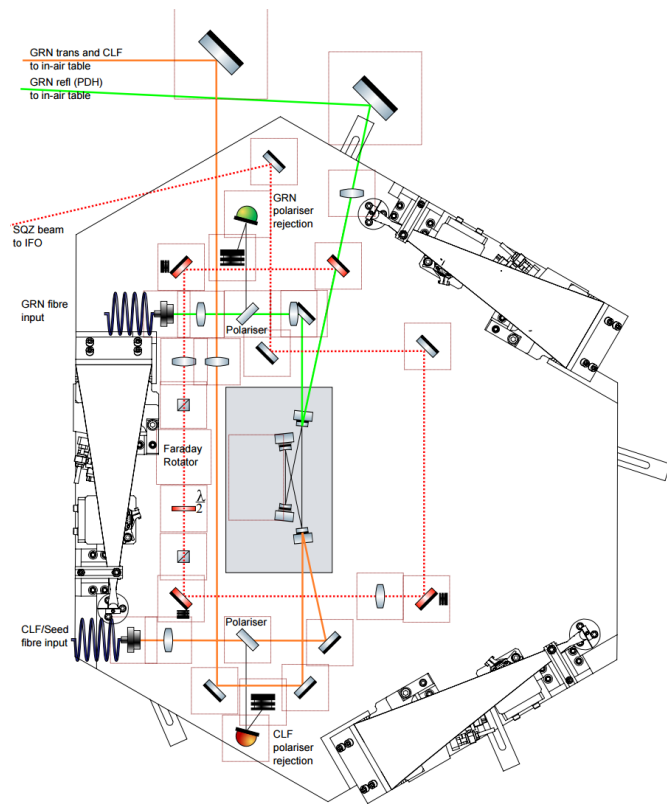 GRN trans and CLF
to in-air table
GRN refl (PDH)
to in-air table
GRN
polariser
rejection
SQZ beam
to IFO
GRN fibre
input
Polariser
Faraday
Rotator
λ
2
CLF/Seed
fibre input
Polariser
CLF
polariser
rejection